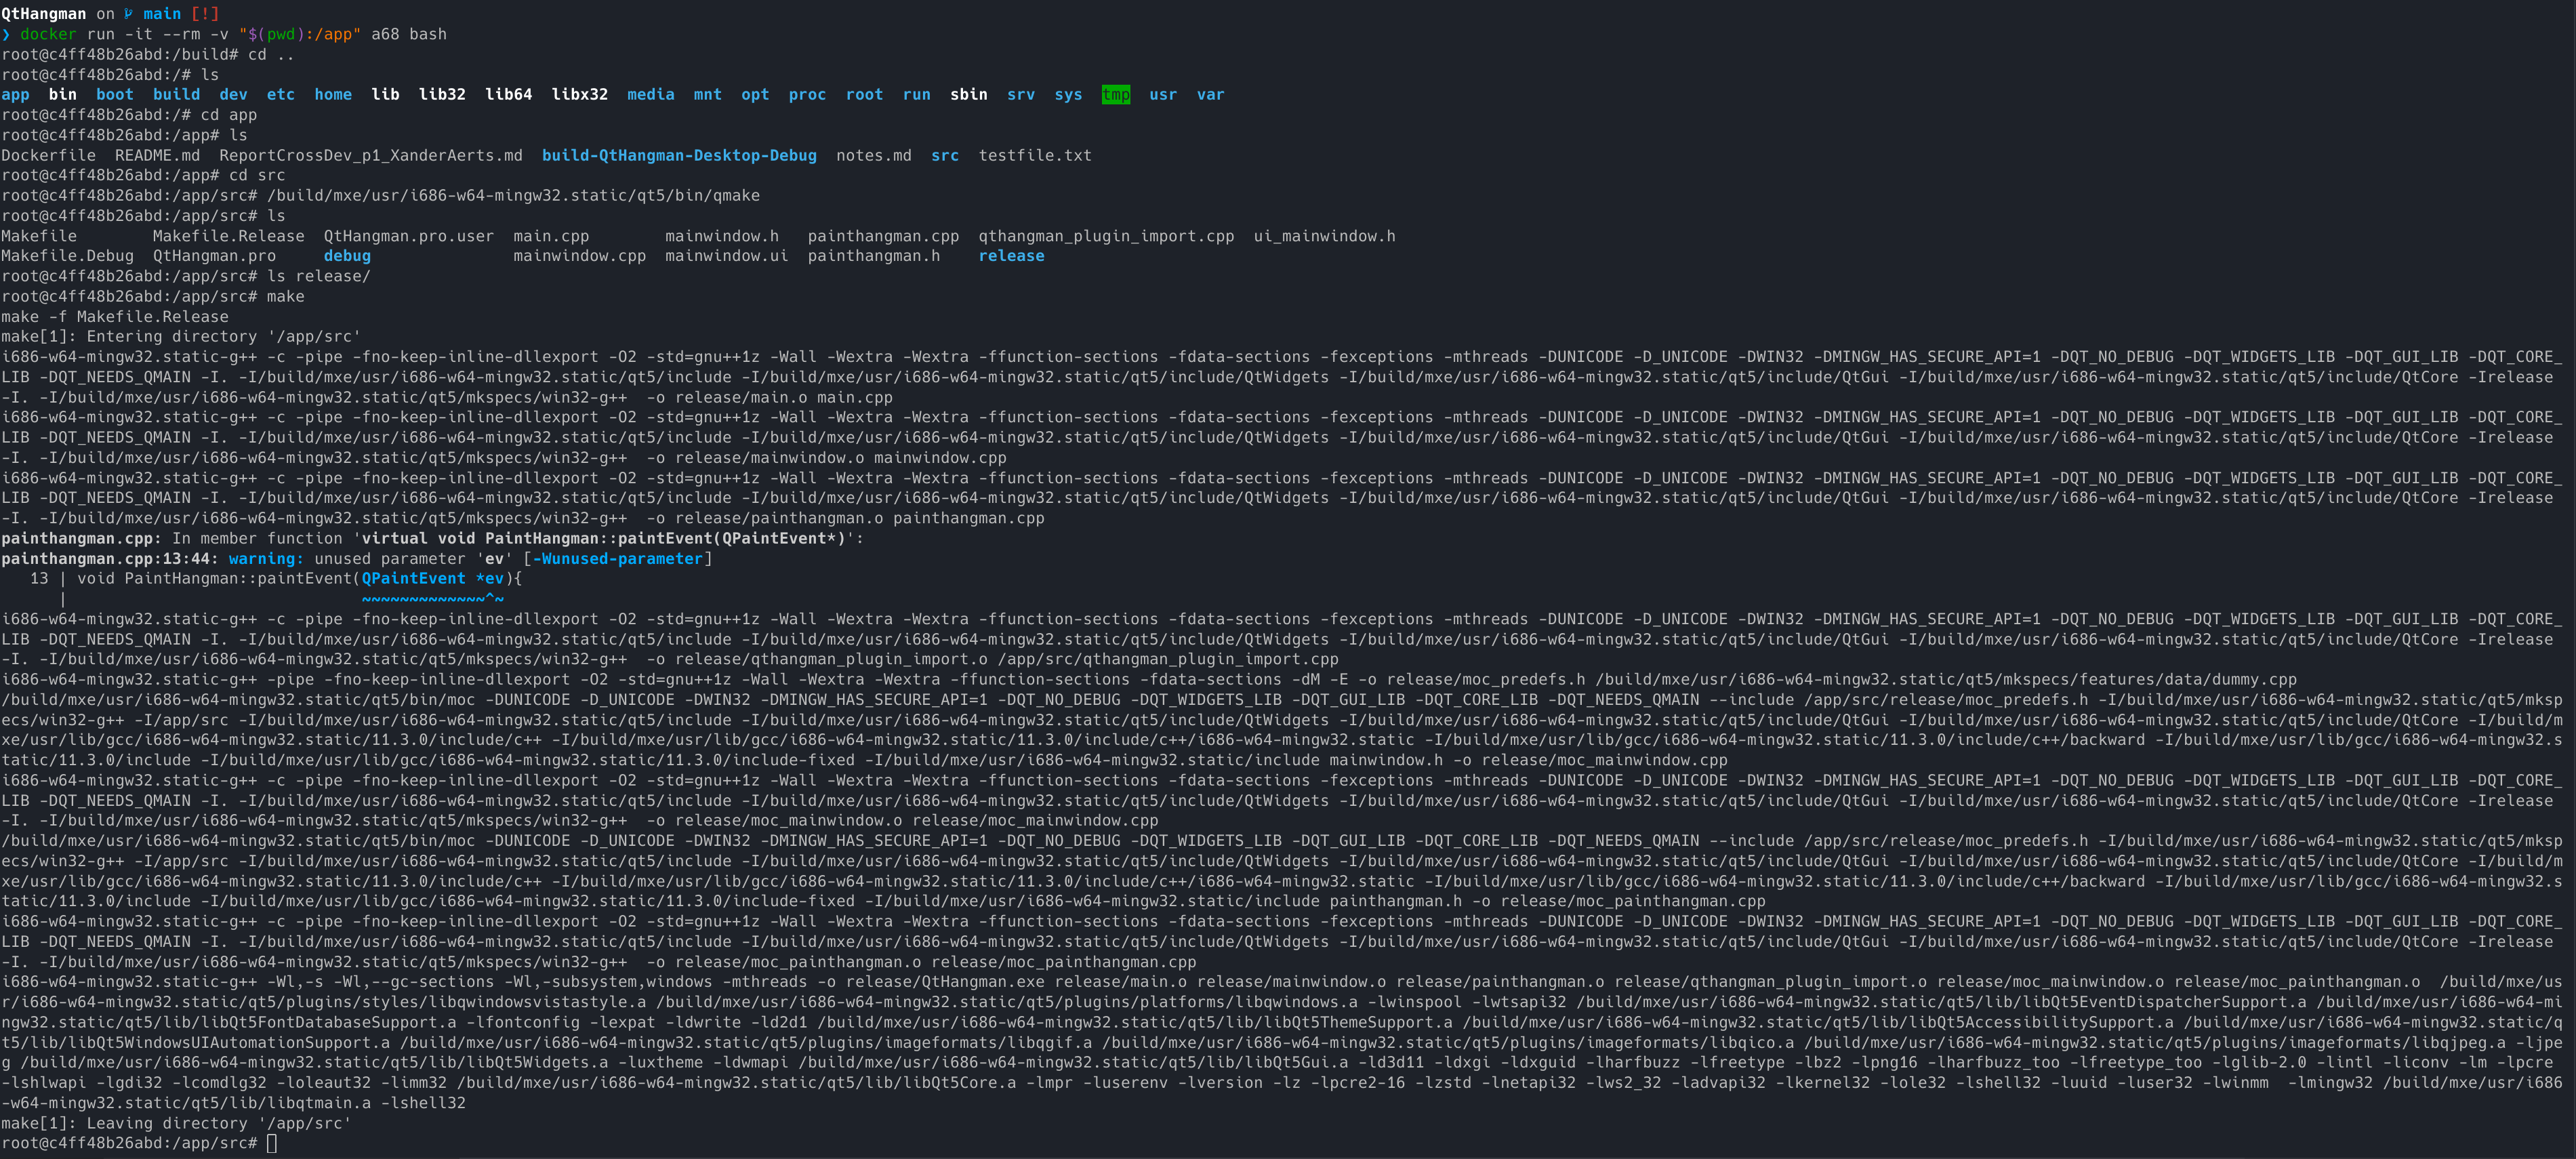 QtHangman on  main [!]
❯ docker run -it --rm -v "$(pwd):/app" a68 bash
root@c4ff48b26abd:/build# cd ..
root@c4ff48b26abd:/# ls
app  bin  boot  build  dev  etc  home  lib  lib32  lib64  libx32  media  mnt  opt  proc  root  run  sbin  srv  sys  tmp  usr  var
root@c4ff48b26abd:/# cd app
root@c4ff48b26abd:/app# ls
Dockerfile  README.md  ReportCrossDev_p1_XanderAerts.md  build-QtHangman-Desktop-Debug  notes.md  src  testfile.txt
root@c4ff48b26abd:/app# cd src
root@c4ff48b26abd:/app/src# /build/mxe/usr/i686-w64-mingw32.static/qt5/bin/qmake
root@c4ff48b26abd:/app/src# ls
Makefile        Makefile.Release  QtHangman.pro.user  main.cpp        mainwindow.h   painthangman.cpp  qthangman_plugin_import.cpp  ui_mainwindow.h
Makefile.Debug  QtHangman.pro     debug               mainwindow.cpp  mainwindow.ui  painthangman.h    release
root@c4ff48b26abd:/app/src# ls release/
root@c4ff48b26abd:/app/src# make
make -f Makefile.Release
make[1]: Entering directory '/app/src'
i686-w64-mingw32.static-g++ -c -pipe -fno-keep-inline-dllexport -O2 -std=gnu++1z -Wall -Wextra -Wextra -ffunction-sections -fdata-sections -fexceptions -mthreads -DUNICODE -D_UNICODE -DWIN32 -DMINGW_HAS_SECURE_API=1 -DQT_NO_DEBUG -DQT_WIDGETS_LIB -DQT_GUI_LIB -DQT_CORE_
LIB -DQT_NEEDS_QMAIN -I. -I/build/mxe/usr/i686-w64-mingw32.static/qt5/include -I/build/mxe/usr/i686-w64-mingw32.static/qt5/include/QtWidgets -I/build/mxe/usr/i686-w64-mingw32.static/qt5/include/QtGui -I/build/mxe/usr/i686-w64-mingw32.static/qt5/include/QtCore -Irelease
-I. -I/build/mxe/usr/i686-w64-mingw32.static/qt5/mkspecs/win32-g++  -o release/main.o main.cpp
i686-w64-mingw32.static-g++ -c -pipe -fno-keep-inline-dllexport -O2 -std=gnu++1z -Wall -Wextra -Wextra -ffunction-sections -fdata-sections -fexceptions -mthreads -DUNICODE -D_UNICODE -DWIN32 -DMINGW_HAS_SECURE_API=1 -DQT_NO_DEBUG -DQT_WIDGETS_LIB -DQT_GUI_LIB -DQT_CORE_
LIB -DQT_NEEDS_QMAIN -I. -I/build/mxe/usr/i686-w64-mingw32.static/qt5/include -I/build/mxe/usr/i686-w64-mingw32.static/qt5/include/QtWidgets -I/build/mxe/usr/i686-w64-mingw32.static/qt5/include/QtGui -I/build/mxe/usr/i686-w64-mingw32.static/qt5/include/QtCore -Irelease
-I. -I/build/mxe/usr/i686-w64-mingw32.static/qt5/mkspecs/win32-g++  -o release/mainwindow.o mainwindow.cpp
i686-w64-mingw32.static-g++ -c -pipe -fno-keep-inline-dllexport -O2 -std=gnu++1z -Wall -Wextra -Wextra -ffunction-sections -fdata-sections -fexceptions -mthreads -DUNICODE -D_UNICODE -DWIN32 -DMINGW_HAS_SECURE_API=1 -DQT_NO_DEBUG -DQT_WIDGETS_LIB -DQT_GUI_LIB -DQT_CORE_
LIB -DQT_NEEDS_QMAIN -I. -I/build/mxe/usr/i686-w64-mingw32.static/qt5/include -I/build/mxe/usr/i686-w64-mingw32.static/qt5/include/QtWidgets -I/build/mxe/usr/i686-w64-mingw32.static/qt5/include/QtGui -I/build/mxe/usr/i686-w64-mingw32.static/qt5/include/QtCore -Irelease
-I. -I/build/mxe/usr/i686-w64-mingw32.static/qt5/mkspecs/win32-g++  -o release/painthangman.o painthangman.cpp
painthangman.cpp: In member function 'virtual void PaintHangman::paintEvent(QPaintEvent*)':
painthangman.cpp:13:44: warning: unused parameter 'ev' [-Wunused-parameter]
   13 | void PaintHangman::paintEvent(QPaintEvent *ev){
      |                               ~~~~~~~~~~~~~^~
i686-w64-mingw32.static-g++ -c -pipe -fno-keep-inline-dllexport -O2 -std=gnu++1z -Wall -Wextra -Wextra -ffunction-sections -fdata-sections -fexceptions -mthreads -DUNICODE -D_UNICODE -DWIN32 -DMINGW_HAS_SECURE_API=1 -DQT_NO_DEBUG -DQT_WIDGETS_LIB -DQT_GUI_LIB -DQT_CORE_
LIB -DQT_NEEDS_QMAIN -I. -I/build/mxe/usr/i686-w64-mingw32.static/qt5/include -I/build/mxe/usr/i686-w64-mingw32.static/qt5/include/QtWidgets -I/build/mxe/usr/i686-w64-mingw32.static/qt5/include/QtGui -I/build/mxe/usr/i686-w64-mingw32.static/qt5/include/QtCore -Irelease
-I. -I/build/mxe/usr/i686-w64-mingw32.static/qt5/mkspecs/win32-g++  -o release/qthangman_plugin_import.o /app/src/qthangman_plugin_import.cpp
i686-w64-mingw32.static-g++ -pipe -fno-keep-inline-dllexport -O2 -std=gnu++1z -Wall -Wextra -Wextra -ffunction-sections -fdata-sections -dM -E -o release/moc_predefs.h /build/mxe/usr/i686-w64-mingw32.static/qt5/mkspecs/features/data/dummy.cpp
/build/mxe/usr/i686-w64-mingw32.static/qt5/bin/moc -DUNICODE -D_UNICODE -DWIN32 -DMINGW_HAS_SECURE_API=1 -DQT_NO_DEBUG -DQT_WIDGETS_LIB -DQT_GUI_LIB -DQT_CORE_LIB -DQT_NEEDS_QMAIN --include /app/src/release/moc_predefs.h -I/build/mxe/usr/i686-w64-mingw32.static/qt5/mksp
ecs/win32-g++ -I/app/src -I/build/mxe/usr/i686-w64-mingw32.static/qt5/include -I/build/mxe/usr/i686-w64-mingw32.static/qt5/include/QtWidgets -I/build/mxe/usr/i686-w64-mingw32.static/qt5/include/QtGui -I/build/mxe/usr/i686-w64-mingw32.static/qt5/include/QtCore -I/build/m
xe/usr/lib/gcc/i686-w64-mingw32.static/11.3.0/include/c++ -I/build/mxe/usr/lib/gcc/i686-w64-mingw32.static/11.3.0/include/c++/i686-w64-mingw32.static -I/build/mxe/usr/lib/gcc/i686-w64-mingw32.static/11.3.0/include/c++/backward -I/build/mxe/usr/lib/gcc/i686-w64-mingw32.s
tatic/11.3.0/include -I/build/mxe/usr/lib/gcc/i686-w64-mingw32.static/11.3.0/include-fixed -I/build/mxe/usr/i686-w64-mingw32.static/include mainwindow.h -o release/moc_mainwindow.cpp
i686-w64-mingw32.static-g++ -c -pipe -fno-keep-inline-dllexport -O2 -std=gnu++1z -Wall -Wextra -Wextra -ffunction-sections -fdata-sections -fexceptions -mthreads -DUNICODE -D_UNICODE -DWIN32 -DMINGW_HAS_SECURE_API=1 -DQT_NO_DEBUG -DQT_WIDGETS_LIB -DQT_GUI_LIB -DQT_CORE_
LIB -DQT_NEEDS_QMAIN -I. -I/build/mxe/usr/i686-w64-mingw32.static/qt5/include -I/build/mxe/usr/i686-w64-mingw32.static/qt5/include/QtWidgets -I/build/mxe/usr/i686-w64-mingw32.static/qt5/include/QtGui -I/build/mxe/usr/i686-w64-mingw32.static/qt5/include/QtCore -Irelease
-I. -I/build/mxe/usr/i686-w64-mingw32.static/qt5/mkspecs/win32-g++  -o release/moc_mainwindow.o release/moc_mainwindow.cpp
/build/mxe/usr/i686-w64-mingw32.static/qt5/bin/moc -DUNICODE -D_UNICODE -DWIN32 -DMINGW_HAS_SECURE_API=1 -DQT_NO_DEBUG -DQT_WIDGETS_LIB -DQT_GUI_LIB -DQT_CORE_LIB -DQT_NEEDS_QMAIN --include /app/src/release/moc_predefs.h -I/build/mxe/usr/i686-w64-mingw32.static/qt5/mksp
ecs/win32-g++ -I/app/src -I/build/mxe/usr/i686-w64-mingw32.static/qt5/include -I/build/mxe/usr/i686-w64-mingw32.static/qt5/include/QtWidgets -I/build/mxe/usr/i686-w64-mingw32.static/qt5/include/QtGui -I/build/mxe/usr/i686-w64-mingw32.static/qt5/include/QtCore -I/build/m
xe/usr/lib/gcc/i686-w64-mingw32.static/11.3.0/include/c++ -I/build/mxe/usr/lib/gcc/i686-w64-mingw32.static/11.3.0/include/c++/i686-w64-mingw32.static -I/build/mxe/usr/lib/gcc/i686-w64-mingw32.static/11.3.0/include/c++/backward -I/build/mxe/usr/lib/gcc/i686-w64-mingw32.s
tatic/11.3.0/include -I/build/mxe/usr/lib/gcc/i686-w64-mingw32.static/11.3.0/include-fixed -I/build/mxe/usr/i686-w64-mingw32.static/include painthangman.h -o release/moc_painthangman.cpp
i686-w64-mingw32.static-g++ -c -pipe -fno-keep-inline-dllexport -O2 -std=gnu++1z -Wall -Wextra -Wextra -ffunction-sections -fdata-sections -fexceptions -mthreads -DUNICODE -D_UNICODE -DWIN32 -DMINGW_HAS_SECURE_API=1 -DQT_NO_DEBUG -DQT_WIDGETS_LIB -DQT_GUI_LIB -DQT_CORE_
LIB -DQT_NEEDS_QMAIN -I. -I/build/mxe/usr/i686-w64-mingw32.static/qt5/include -I/build/mxe/usr/i686-w64-mingw32.static/qt5/include/QtWidgets -I/build/mxe/usr/i686-w64-mingw32.static/qt5/include/QtGui -I/build/mxe/usr/i686-w64-mingw32.static/qt5/include/QtCore -Irelease
-I. -I/build/mxe/usr/i686-w64-mingw32.static/qt5/mkspecs/win32-g++  -o release/moc_painthangman.o release/moc_painthangman.cpp
i686-w64-mingw32.static-g++ -Wl,-s -Wl,--gc-sections -Wl,-subsystem,windows -mthreads -o release/QtHangman.exe release/main.o release/mainwindow.o release/painthangman.o release/qthangman_plugin_import.o release/moc_mainwindow.o release/moc_painthangman.o  /build/mxe/us
r/i686-w64-mingw32.static/qt5/plugins/styles/libqwindowsvistastyle.a /build/mxe/usr/i686-w64-mingw32.static/qt5/plugins/platforms/libqwindows.a -lwinspool -lwtsapi32 /build/mxe/usr/i686-w64-mingw32.static/qt5/lib/libQt5EventDispatcherSupport.a /build/mxe/usr/i686-w64-mi
ngw32.static/qt5/lib/libQt5FontDatabaseSupport.a -lfontconfig -lexpat -ldwrite -ld2d1 /build/mxe/usr/i686-w64-mingw32.static/qt5/lib/libQt5ThemeSupport.a /build/mxe/usr/i686-w64-mingw32.static/qt5/lib/libQt5AccessibilitySupport.a /build/mxe/usr/i686-w64-mingw32.static/q
t5/lib/libQt5WindowsUIAutomationSupport.a /build/mxe/usr/i686-w64-mingw32.static/qt5/plugins/imageformats/libqgif.a /build/mxe/usr/i686-w64-mingw32.static/qt5/plugins/imageformats/libqico.a /build/mxe/usr/i686-w64-mingw32.static/qt5/plugins/imageformats/libqjpeg.a -ljpe
g /build/mxe/usr/i686-w64-mingw32.static/qt5/lib/libQt5Widgets.a -luxtheme -ldwmapi /build/mxe/usr/i686-w64-mingw32.static/qt5/lib/libQt5Gui.a -ld3d11 -ldxgi -ldxguid -lharfbuzz -lfreetype -lbz2 -lpng16 -lharfbuzz_too -lfreetype_too -lglib-2.0 -lintl -liconv -lm -lpcre
-lshlwapi -lgdi32 -lcomdlg32 -loleaut32 -limm32 /build/mxe/usr/i686-w64-mingw32.static/qt5/lib/libQt5Core.a -lmpr -luserenv -lversion -lz -lpcre2-16 -lzstd -lnetapi32 -lws2_32 -ladvapi32 -lkernel32 -lole32 -lshell32 -luuid -luser32 -lwinmm  -lmingw32 /build/mxe/usr/i686
-w64-mingw32.static/qt5/lib/libqtmain.a -lshell32
make[1]: Leaving directory '/app/src'
root@c4ff48b26abd:/app/src#